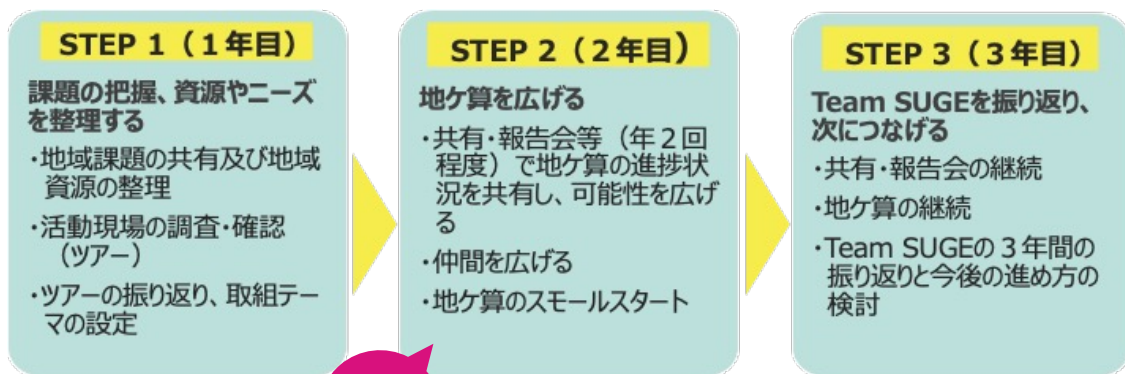 STEP 1（１年目）
課題の把握、資源やニーズ
を整理する
・地域課題の共有及び地域
資源の整理
・活動現場の調査・確認
（ツアー）
・ツアーの振り返り、取組テー
マの設定
STEP 2（２年目）
地ケ算を広げる
・共有・報告会等（年２回
程度）で地ケ算の進捗状
況を共有し、可能性を広げ
る
・仲間を広げる
・地ケ算のスモールスタート
STEP 3（３年目）
Team SUGEを振り返り、
次につなげる
・共有・報告会の継続
・地ケ算の継続
・Team SUGEの３年間の
振り返りと今後の進め方の
検討